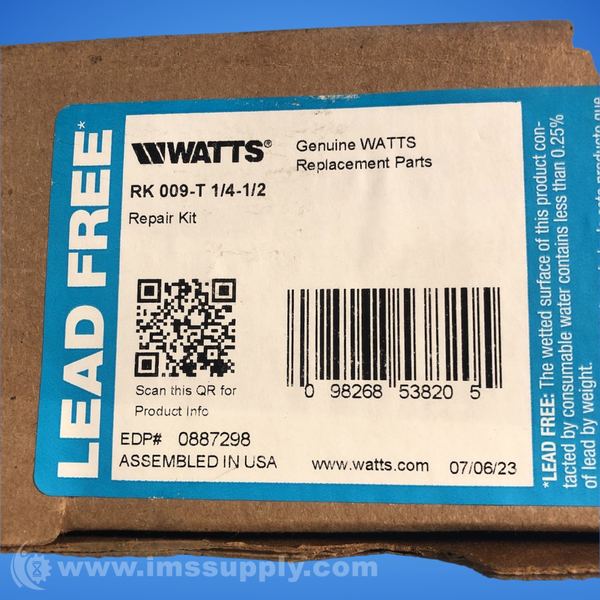 LEAD FREE*
WATTS®
Genuine WATTS
Replacement Parts
RK 009-T 1/4-1/2
Repair Kit
Scan this QR for
Product Info
0 98268 53820 5
EDP# 0887298
ASSEMBLED IN USA
www.watts.com
07/06/23
*LEAD FREE: The wetted surface of this product con-
tacted by consumable water contains less than 0.25%
of lead by weight.
www.imssupply.com